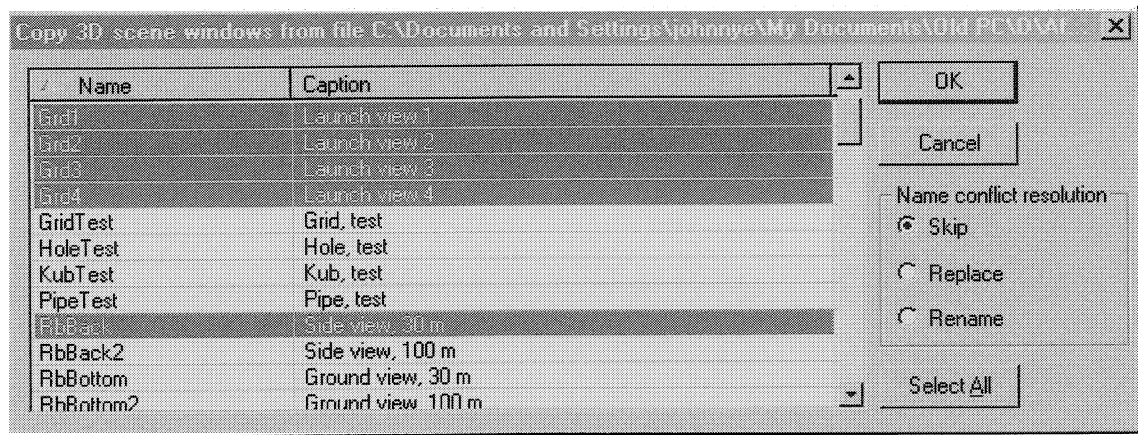 Copy 3D scene windows from file C:\Documents and Settings\johnnye\My Documents\Old PC\D\AF...
Name Caption
Grid1 Launch view 1
Grid2 Launch view 2
Grid3 Launch view 3
Grid4 Launch view 4
GridTest Grid, test
HoleTest Hole, test
KubTest Kub, test
PipeTest Pipe, test
RbBack Side view, 30 m
RbBack2 Side view, 100 m
RbBottom Ground view, 30 m
RbBottom2 Ground view, 100 m
OK
Cancel
Name conflict resolution
Skip
Replace
Rename
Select All